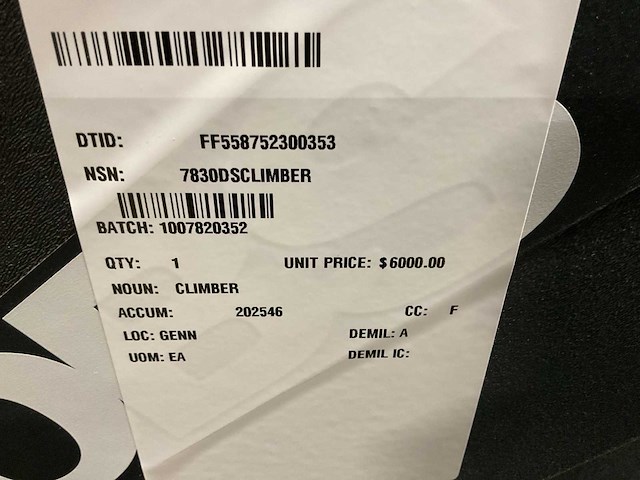 DTID: FF558752300353
NSN: 7830DSCLIMBER
BATCH: 1007820352
QTY: 1 UNIT PRICE: $6000.00
NOUN: CLIMBER
ACCUM: 202546 CC: F
LOC: GENN DEMIL: A
UOM: EA DEMIL IC: